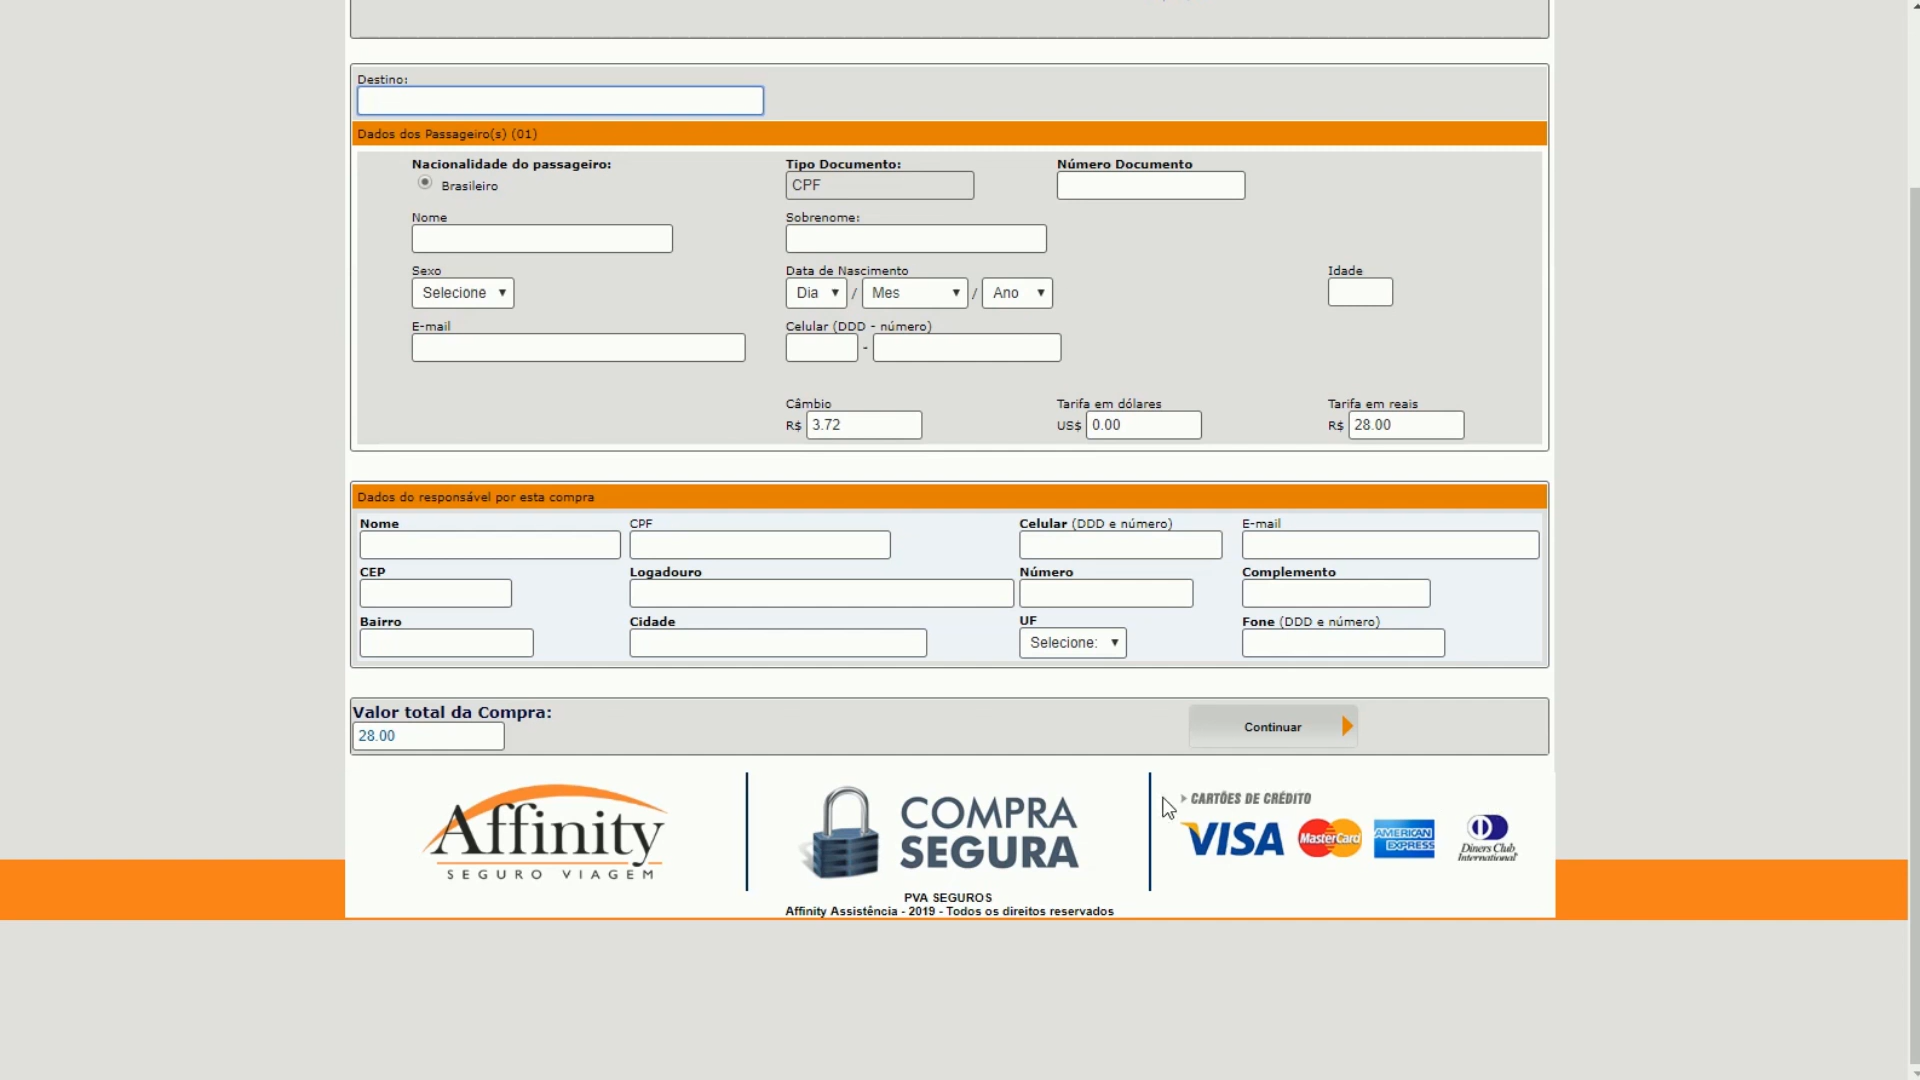 Destino:
Dados dos Passageiro(s) (01)
Nacionalidade do passageiro: Tipo Documento: Número Documento
Brasileiro CPF
Nome Sobrenome:
Sexo Data de Nascimento Idade
Selecione Dia / Mes / Ano
E-mail Celular (DDD - número)
-
Câmbio Tarifa em dólares Tarifa em reais
R$ 3.72 US$ 0.00 R$ 28.00
Dados do responsável por esta compra
Nome CPF Celular (DDD e número) E-mail
CEP Logadouro Número Complemento
Bairro Cidade UF Fone (DDD e número)
Selecione:
Valor total da Compra:
28.00
Continuar
Affinity
SEGURO VIAGEM
COMPRA
SEGURA
CARTÕES DE CRÉDITO
VISA MasterCard AMERICAN EXPRESS Diners Club International
PVA SEGUROS
Affinity Assistência - 2019 - Todos os direitos reservados